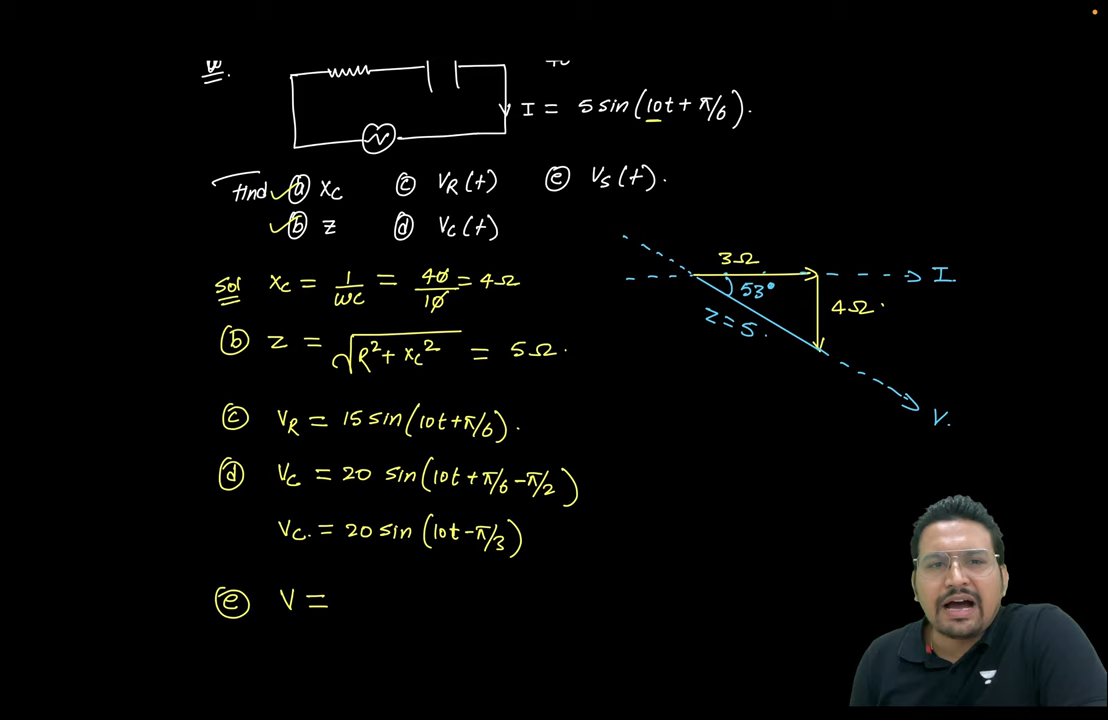 I = 5 sin(10t + π/6).
Find ⓐ Xc ⓒ VR(t) ⓔ Vs(t).
ⓑ Z ⓓ Vc(t)
Sol Xc = 1/ωC = 40/10 = 4Ω
ⓑ Z = √(R² + Xc²) = 5Ω.
ⓒ VR = 15 sin(10t + π/6).
ⓓ Vc = 20 sin(10t + π/6 - π/2)
Vc. = 20 sin(10t - π/3)
ⓔ V =
3Ω
I
53°
4Ω.
Z = 5.
V.